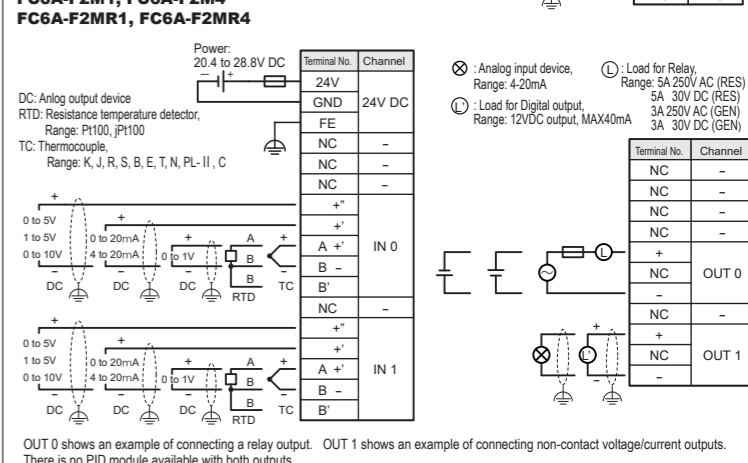 FC6A-F2MR1, FC6A-F2MR4
Power:
20.4 to 28.8V DC
− +
DC: Anlog output device
RTD: Resistance temperature detector,
Range: Pt100, jPt100
TC: Thermocouple,
Range: K, J, R, S, B, E, T, N, PL-II, C
Terminal No. Channel
24V
GND 24V DC
FE
NC –
NC –
NC –
+"
+'
A +' IN 0
B –
B'
NC –
+"
+'
A +' IN 1
B –
B'
+
0 to 5V
1 to 5V
0 to 10V
–
DC
+
0 to 20mA
4 to 20mA
–
DC
+
0 to 1V
–
DC
A
B
B
RTD
+
–
TC
+
0 to 5V
1 to 5V
0 to 10V
–
DC
+
0 to 20mA
4 to 20mA
–
DC
+
0 to 1V
–
DC
A
B
B
RTD
+
–
TC
: Analog input device,
Range: 4-20mA
L' : Load for Digital output,
Range: 12VDC output, MAX40mA
L : Load for Relay,
Range: 5A 250V AC (RES)
5A 30V DC (RES)
3A 250V AC (GEN)
3A 30V DC (GEN)
Terminal No. Channel
NC –
NC –
NC –
NC –
+
NC OUT 0
–
NC –
+
NC OUT 1
–
L
L'
+
–
OUT 0 shows an example of connecting a relay output. OUT 1 shows an example of connecting non-contact voltage/current outputs.
There is no PID module available with both outputs.